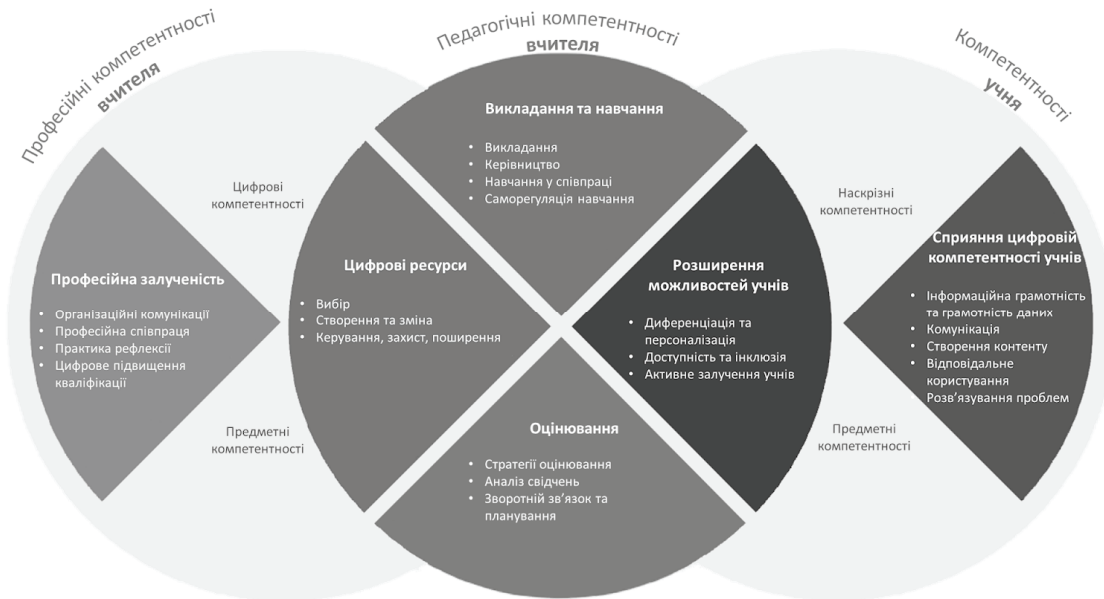 Професійні компетентності
вчителя
Педагогічні компетентності
вчителя
Компетентності
учня
Викладання та навчання
• Викладання
• Керівництво
• Навчання у співпраці
• Саморегуляція навчання
Цифрові
компетентності
Наскрізні
компетентності
Професійна залученість
• Організаційні комунікації
• Професійна співпраця
• Практика рефлексії
• Цифрове підвищення
кваліфікації
Цифрові ресурси
• Вибір
• Створення та зміна
• Керування, захист, поширення
Розширення
можливостей учнів
• Диференціація та
персоналізація
• Доступність та інклюзія
• Активне залучення учнів
Сприяння цифровій
компетентності учнів
• Інформаційна грамотність
та грамотність даних
• Комунікація
• Створення контенту
• Відповідальне
користування
Розв’язування проблем
Предметні
компетентності
Оцінювання
• Стратегії оцінювання
• Аналіз свідчень
• Зворотній зв’язок та
планування
Предметні
компетентності